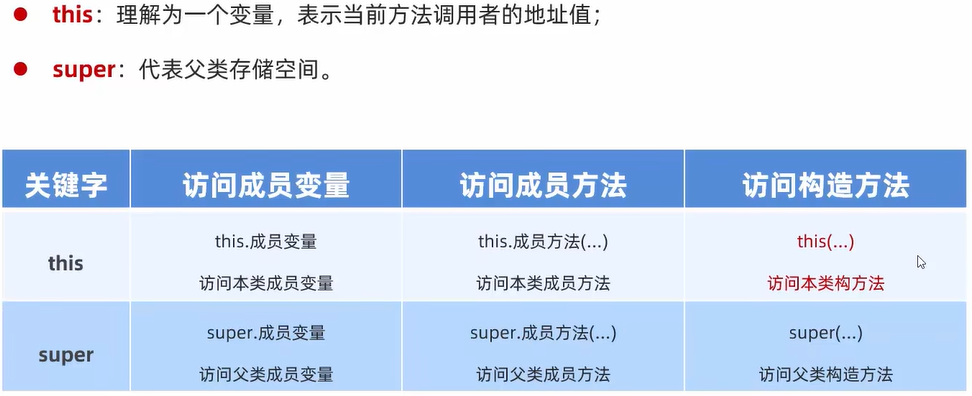 this：理解为一个变量，表示当前方法调用者的地址值；
super：代表父类存储空间。
关键字 访问成员变量 访问成员方法 访问构造方法
this
this.成员变量 this.成员方法(...) this(...)
访问本类成员变量 访问本类成员方法 访问本类构方法
super
super.成员变量 super.成员方法(...) super(...)
访问父类成员变量 访问父类成员方法 访问父类构造方法